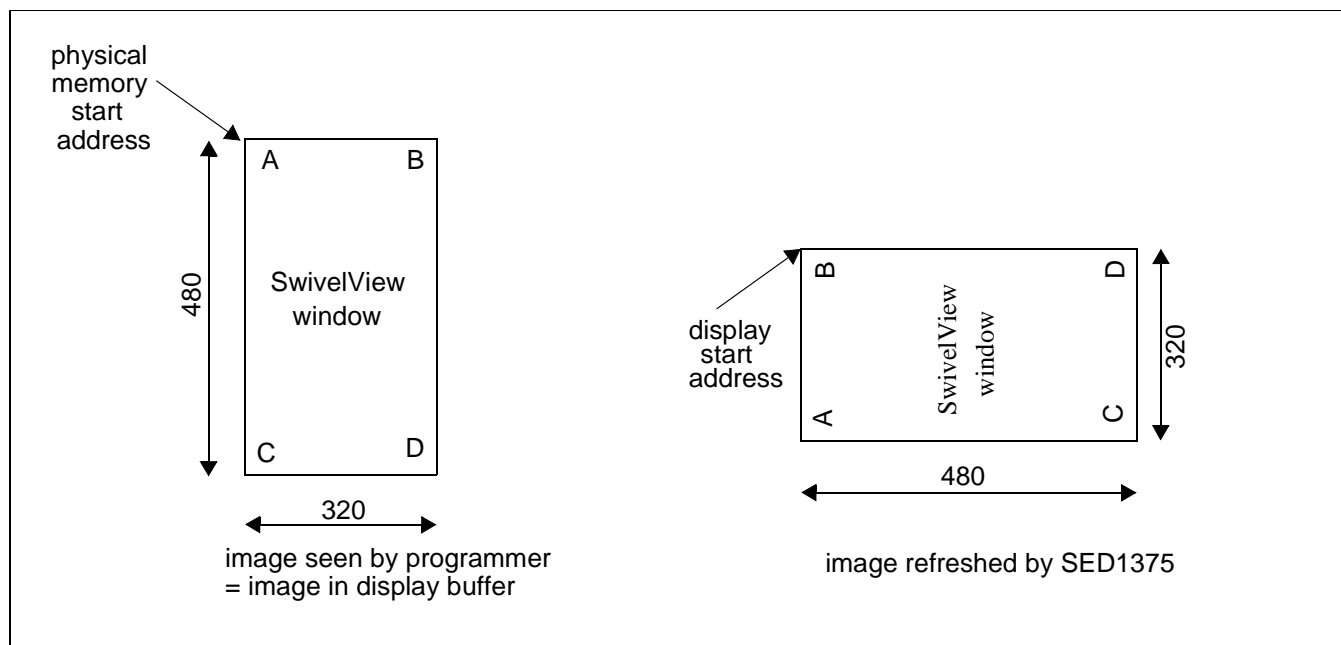 physical
memory
start
address
A B
480
SwivelView
window
C D
320
image seen by programmer
= image in display buffer
display
start
address
B D
SwivelView
window
A C
320
480
image refreshed by SED1375